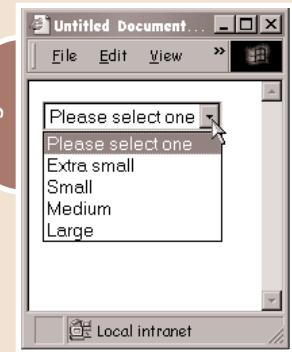 Untitled Document...
File Edit View »
Please select one
Please select one
Extra small
Small
Medium
Large
Local intranet